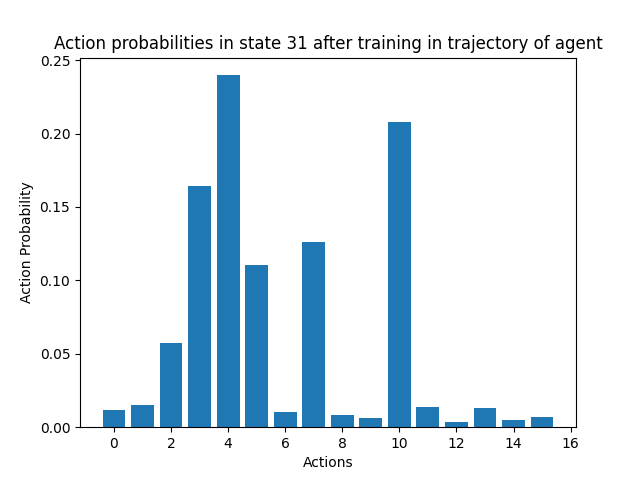 Action probabilities in state 31 after training in trajectory of agent
0.25
0.20
0.15
0.10
0.05
0.00
Action Probability
0 2 4 6 8 10 12 14 16
Actions